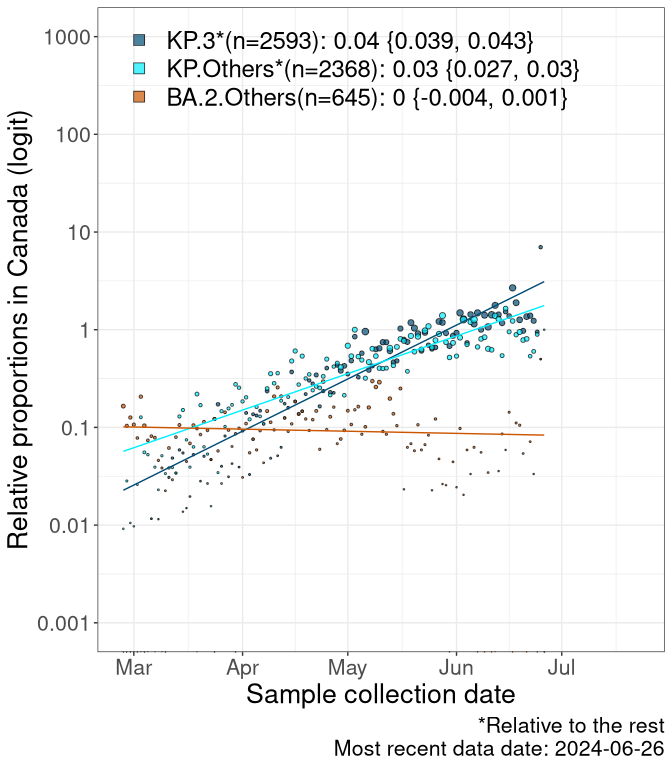 KP.3*(n=2593): 0.04 {0.039, 0.043}
KP.Others*(n=2368): 0.03 {0.027, 0.03}
BA.2.Others(n=645): 0 {-0.004, 0.001}
Relative proportions in Canada (logit)
1000
100
10
1
0.1
0.01
0.001
Mar Apr May Jun Jul
Sample collection date
*Relative to the rest
Most recent data date: 2024-06-26